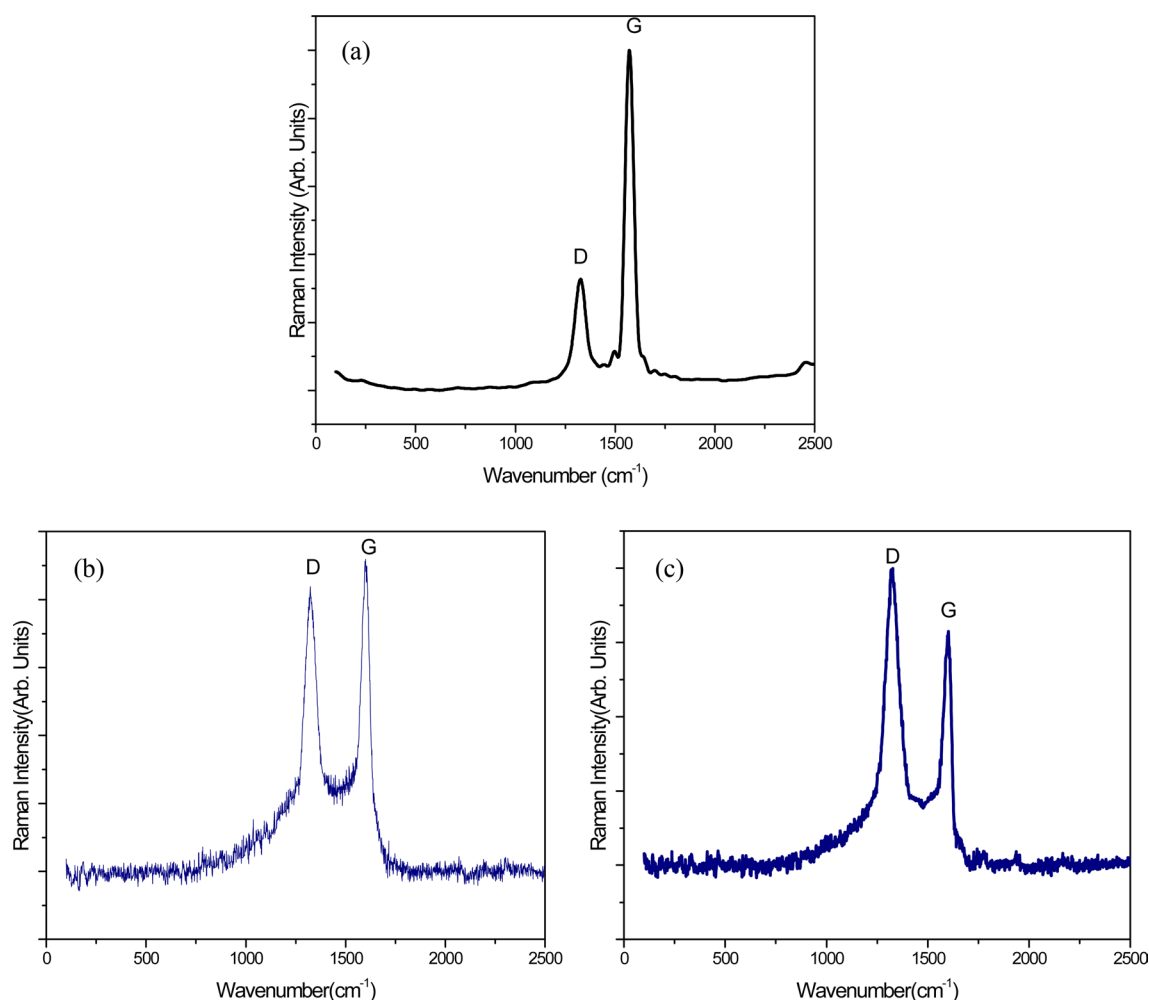 (a)
G
D
Raman Intensity (Arb. Units)
0 500 1000 1500 2000 2500
Wavenumber (cm⁻¹)
(b)
D
G
Raman Intensity(Arb. Units)
0 500 1000 1500 2000 2500
Wavenumber(cm⁻¹)
(c)
D
G
Raman Intensity(Arb. Units)
0 500 1000 1500 2000 2500
Wavenumber(cm⁻¹)